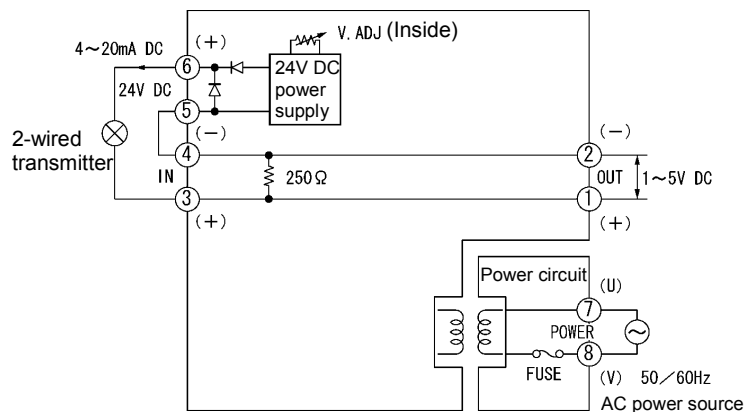 V. ADJ (Inside)
4～20mA DC
(+)
6
24V DC
power
supply
24V DC
5
(−)
2-wired
transmitter
4
2
(−)
IN
250Ω
OUT
1～5V DC
3
1
(+)
(+)
Power circuit
(U)
7
POWER
8
FUSE
(V) 50／60Hz
AC power source